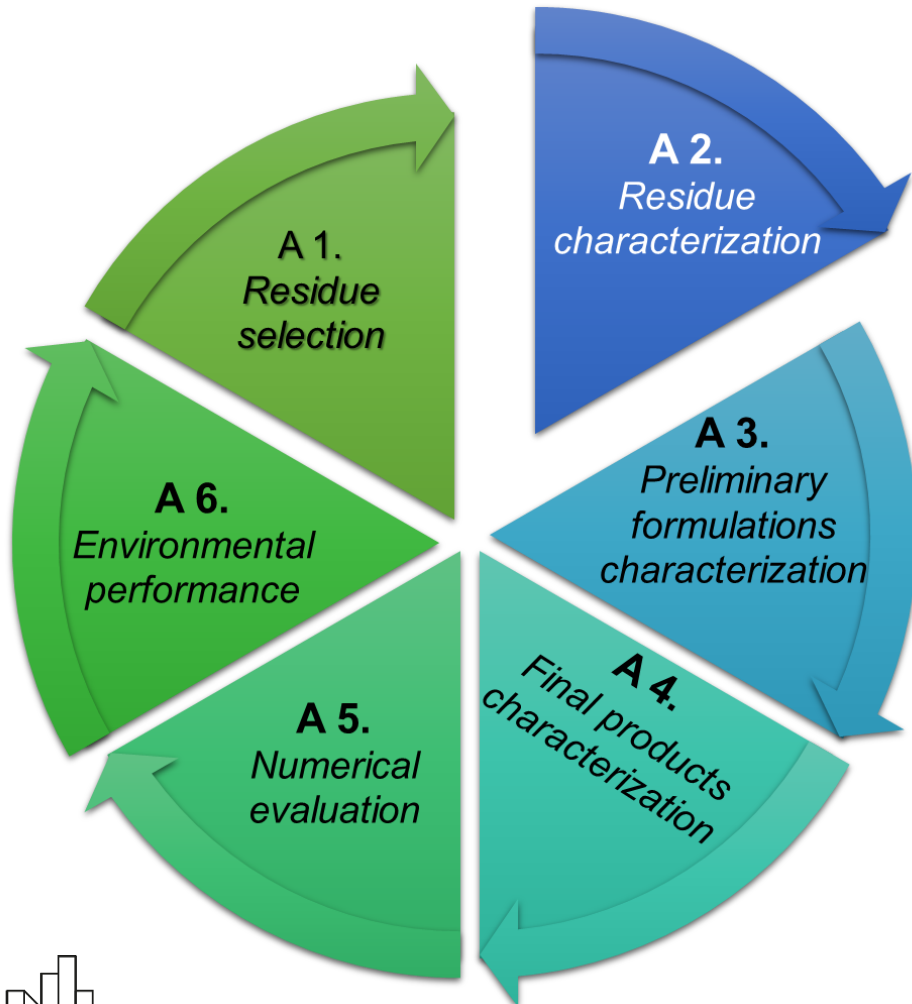 A 1.
Residue
selection
A 2.
Residue
characterization
A 3.
Preliminary
formulations
characterization
A 4.
Final products
characterization
A 5.
Numerical
evaluation
A 6.
Environmental
performance